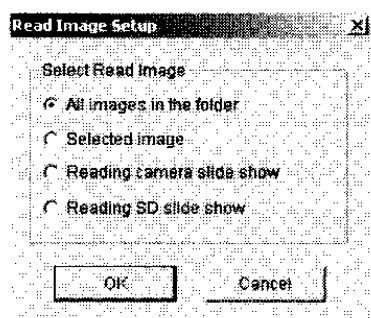 Read Image Setup
Select Read Image
All images in the folder
Selected image
Reading camera slide show
Reading SD slide show
OK Cancel